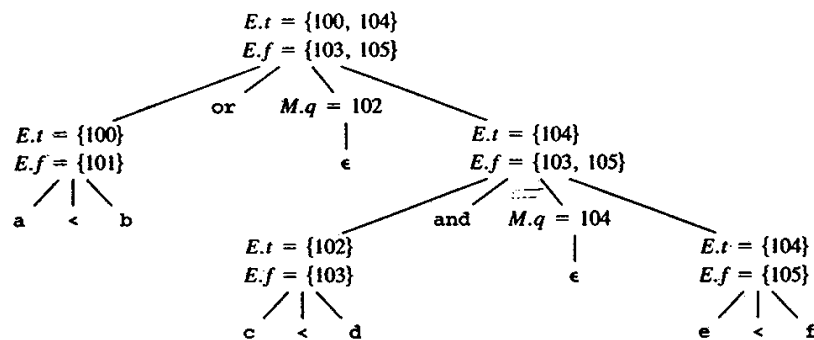 E.t = {100, 104}
E.f = {103, 105}
or M.q = 102
E.t = {100}
E.f = {101}
ϵ
E.t = {104}
E.f = {103, 105}
a < b
and M.q = 104
E.t = {102}
E.f = {103}
ϵ
E.t = {104}
E.f = {105}
c < d
e < f